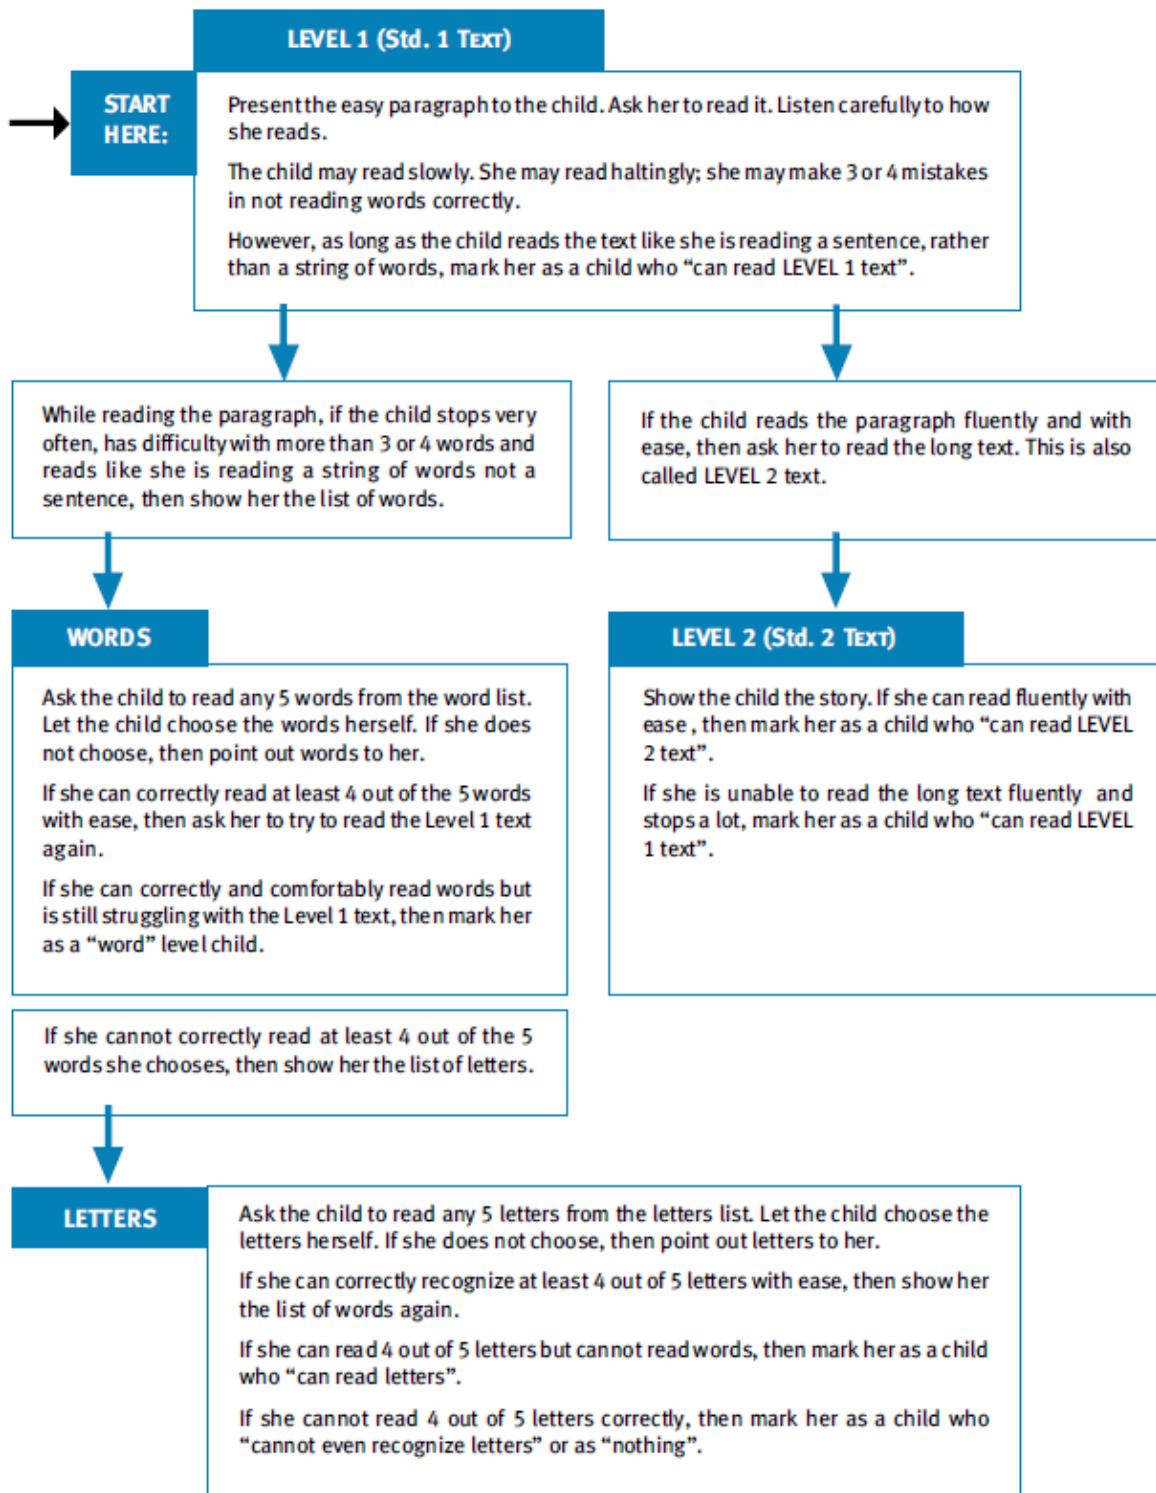 LEVEL 1 (Std. 1 TEXT)
START
HERE:
Present the easy paragraph to the child. Ask her to read it. Listen carefully to how
she reads.
The child may read slowly. She may read haltingly; she may make 3 or 4 mistakes
in not reading words correctly.
However, as long as the child reads the text like she is reading a sentence, rather
than a string of words, mark her as a child who “can read LEVEL 1 text”.
While reading the paragraph, if the child stops very
often, has difficulty with more than 3 or 4 words and
reads like she is reading a string of words not a
sentence, then show her the list of words.
If the child reads the paragraph fluently and with
ease, then ask her to read the long text. This is also
called LEVEL 2 text.
WORDS
Ask the child to read any 5 words from the word list.
Let the child choose the words herself. If she does
not choose, then point out words to her.
If she can correctly read at least 4 out of the 5 words
with ease, then ask her to try to read the Level 1 text
again.
If she can correctly and comfortably read words but
is still struggling with the Level 1 text, then mark her
as a “word” level child.
LEVEL 2 (Std. 2 TEXT)
Show the child the story. If she can read fluently with
ease , then mark her as a child who “can read LEVEL
2 text”.
If she is unable to read the long text fluently and
stops a lot, mark her as a child who “can read LEVEL
1 text”.
If she cannot correctly read at least 4 out of the 5
words she chooses, then show her the list of letters.
LETTERS
Ask the child to read any 5 letters from the letters list. Let the child choose the
letters herself. If she does not choose, then point out letters to her.
If she can correctly recognize at least 4 out of 5 letters with ease, then show her
the list of words again.
If she can read 4 out of 5 letters but cannot read words, then mark her as a child
who “can read letters”.
If she cannot read 4 out of 5 letters correctly, then mark her as a child who
“cannot even recognize letters” or as “nothing”.